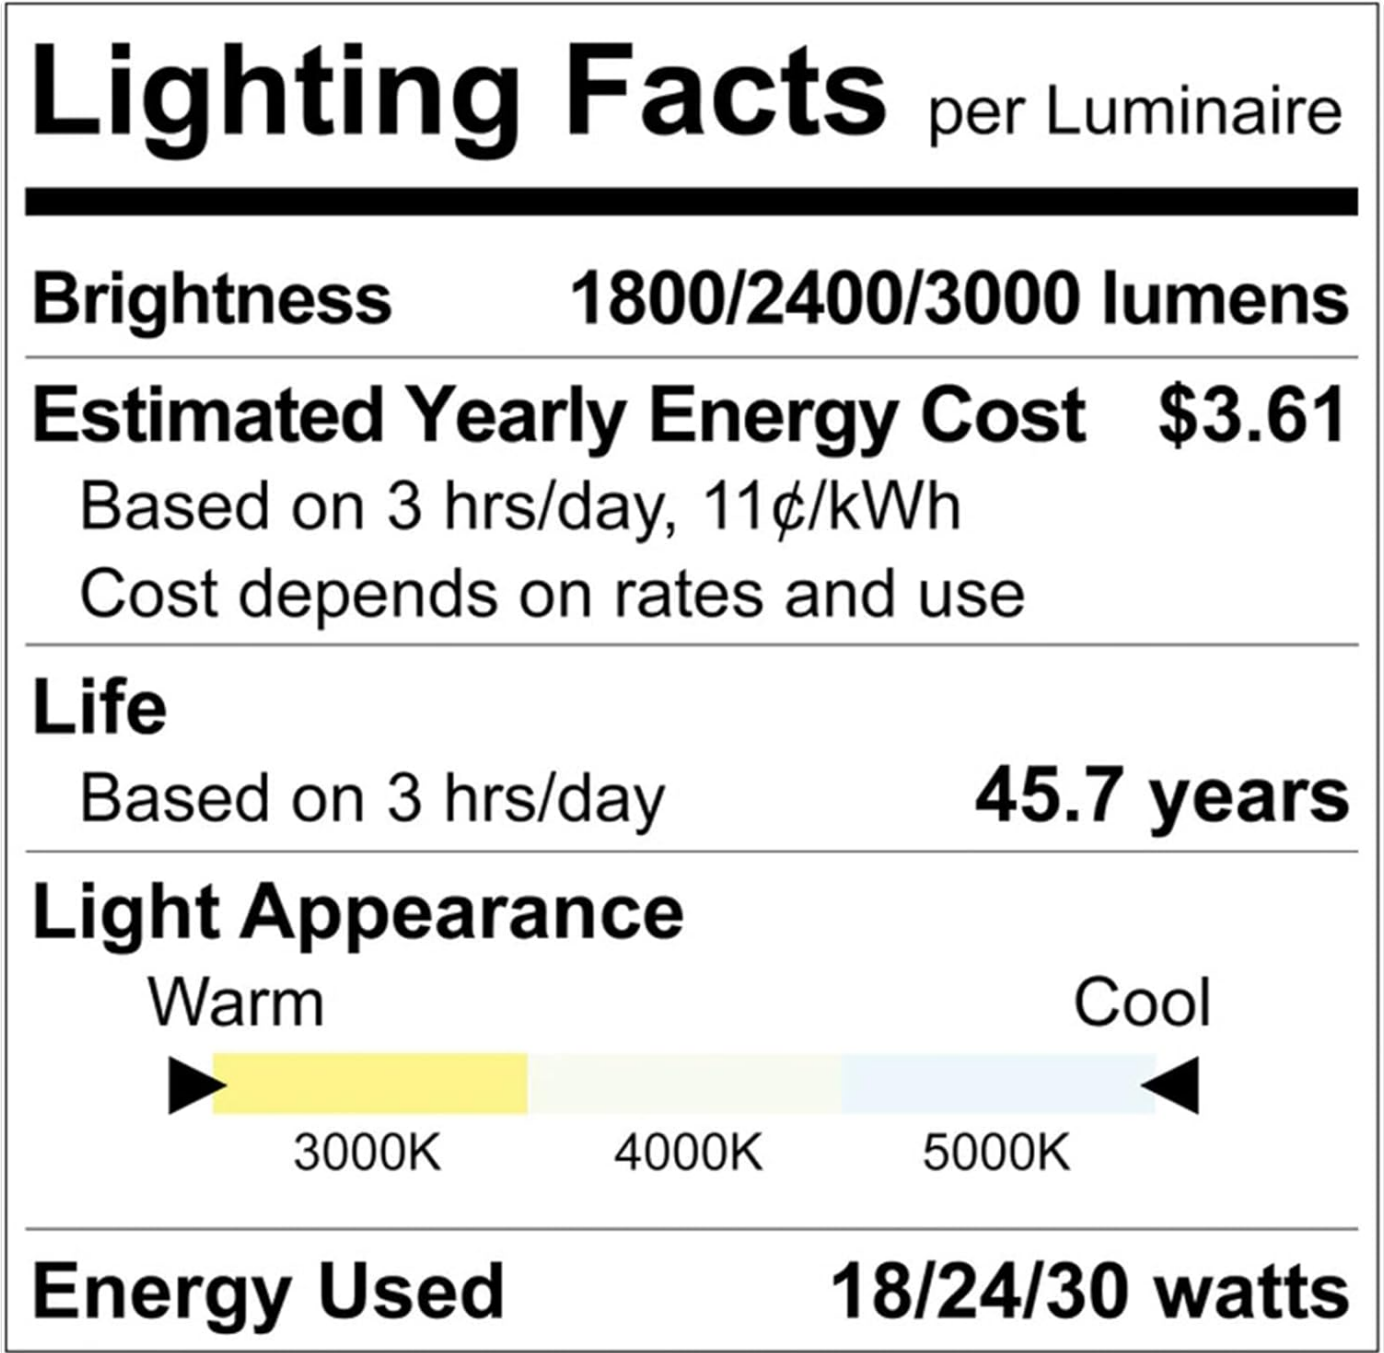 Lighting Facts per Luminaire
Brightness 1800/2400/3000 lumens
Estimated Yearly Energy Cost $3.61
Based on 3 hrs/day, 11¢/kWh
Cost depends on rates and use
Life
Based on 3 hrs/day 45.7 years
Light Appearance
Warm Cool
3000K 4000K 5000K
Energy Used 18/24/30 watts